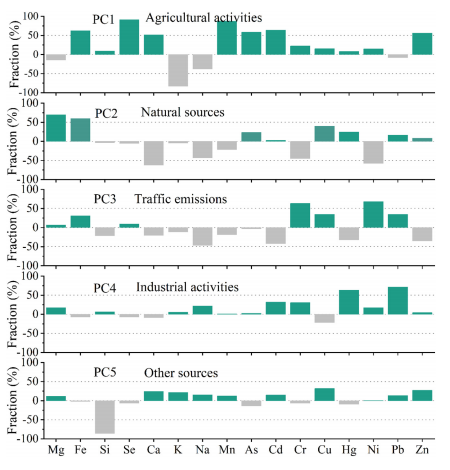 PC1 Agricultural activities
100
50
0
-50
-100
Fraction (%)
PC2 Natural sources
100
50
0
-50
-100
Fraction (%)
PC3 Traffic emissions
100
50
0
-50
-100
Fraction (%)
PC4 Industrial activities
100
50
0
-50
-100
Fraction (%)
PC5 Other sources
100
50
0
-50
-100
Fraction (%)
Mg Fe Si Se Ca K Na Mn As Cd Cr Cu Hg Ni Pb Zn